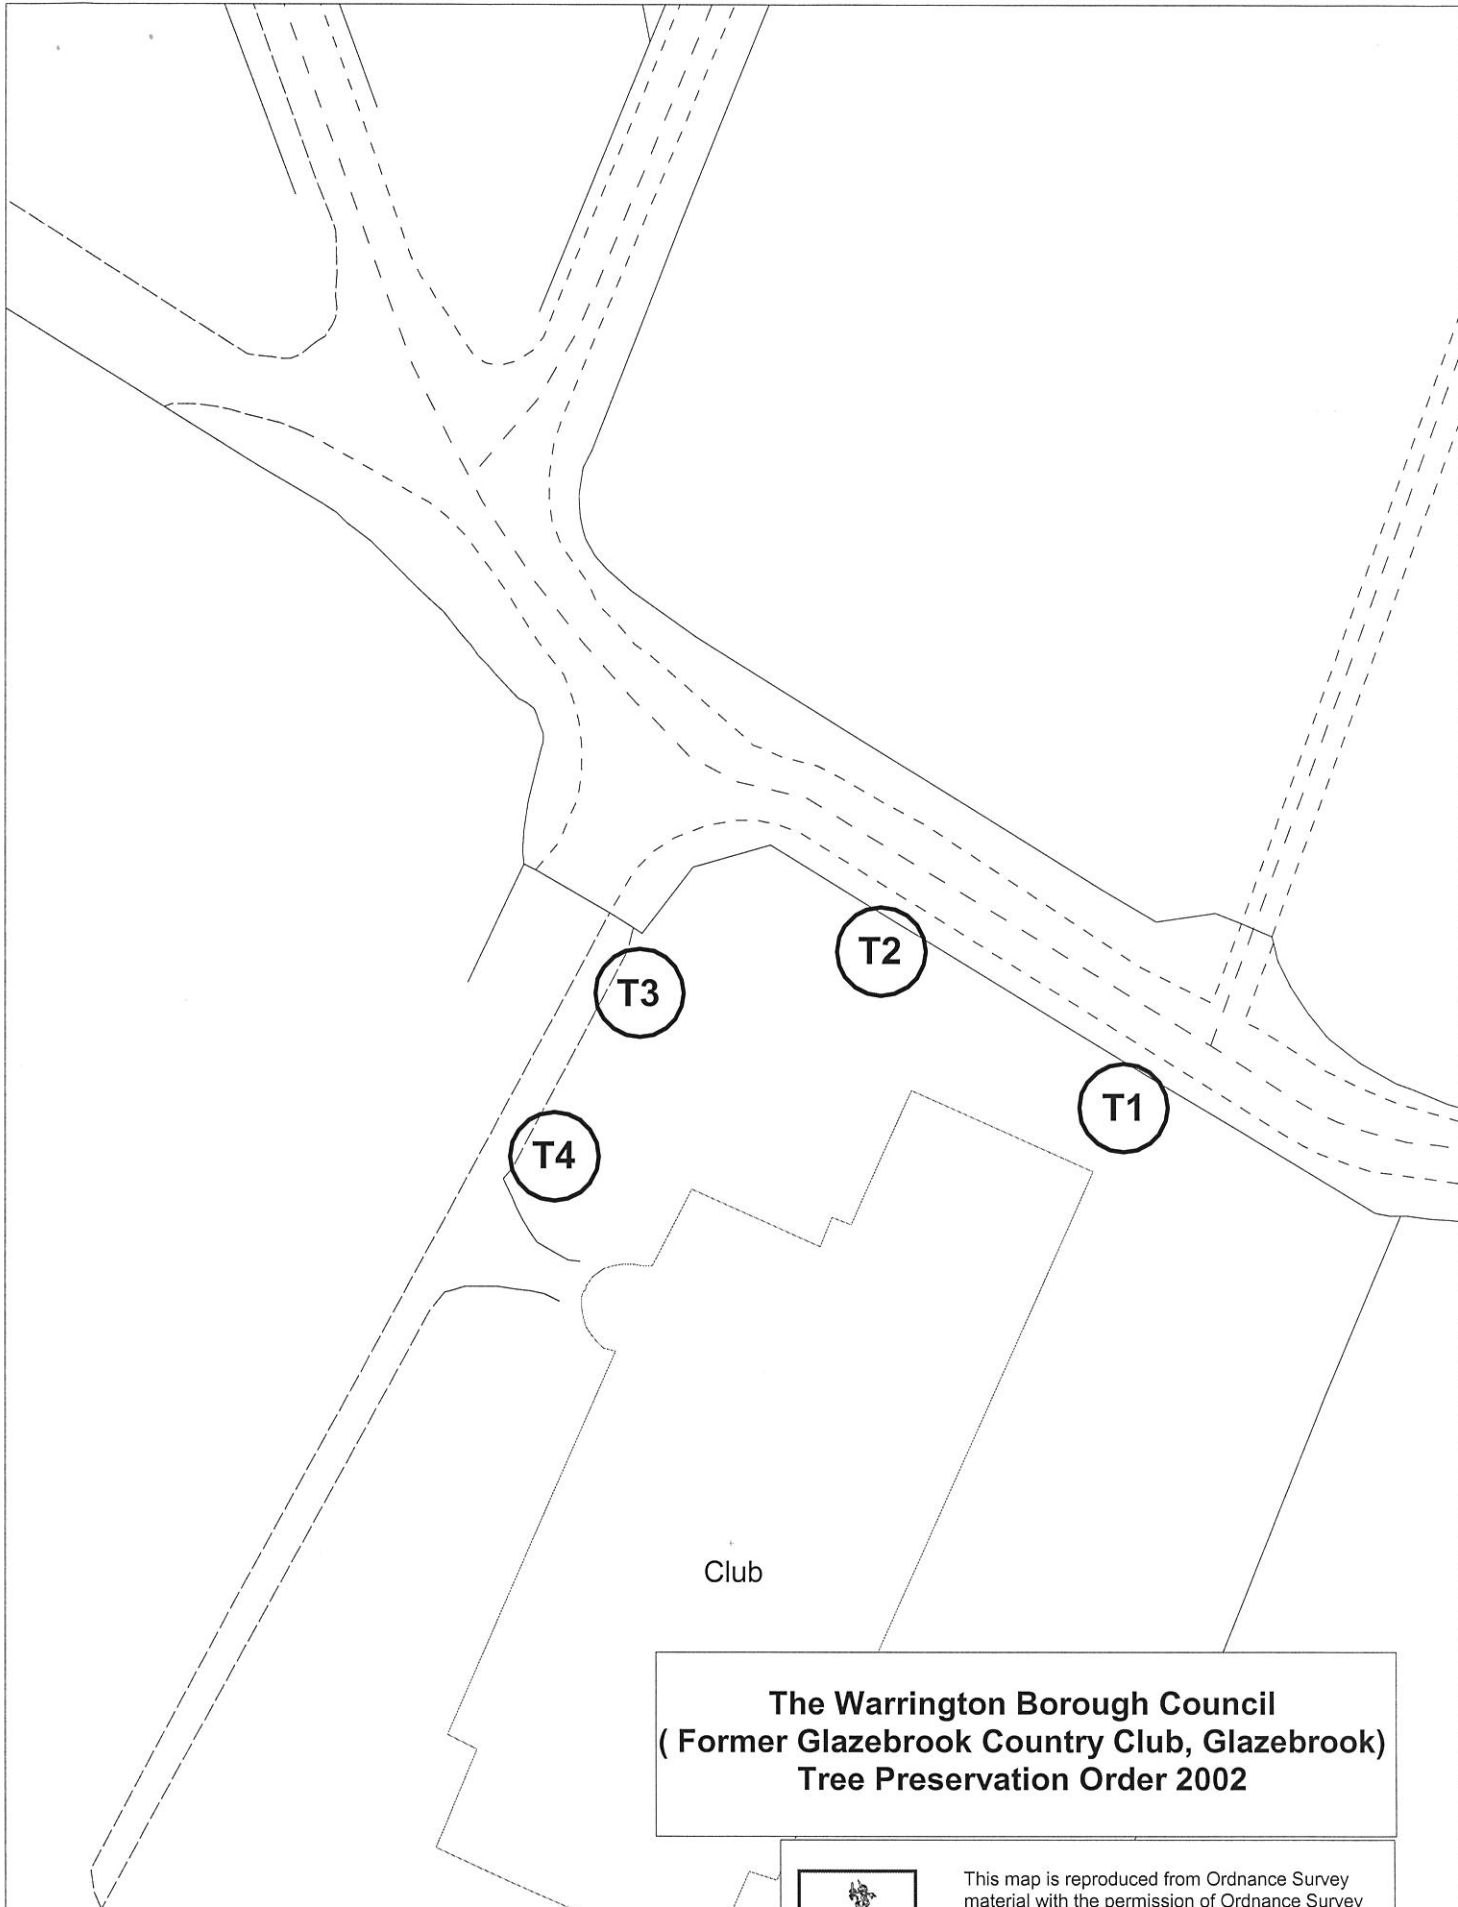 T2
T3
T1
T4
Club
The Warrington Borough Council
( Former Glazebrook Country Club, Glazebrook)
Tree Preservation Order 2002
This map is reproduced from Ordnance Survey
material with the permission of Ordnance Survey